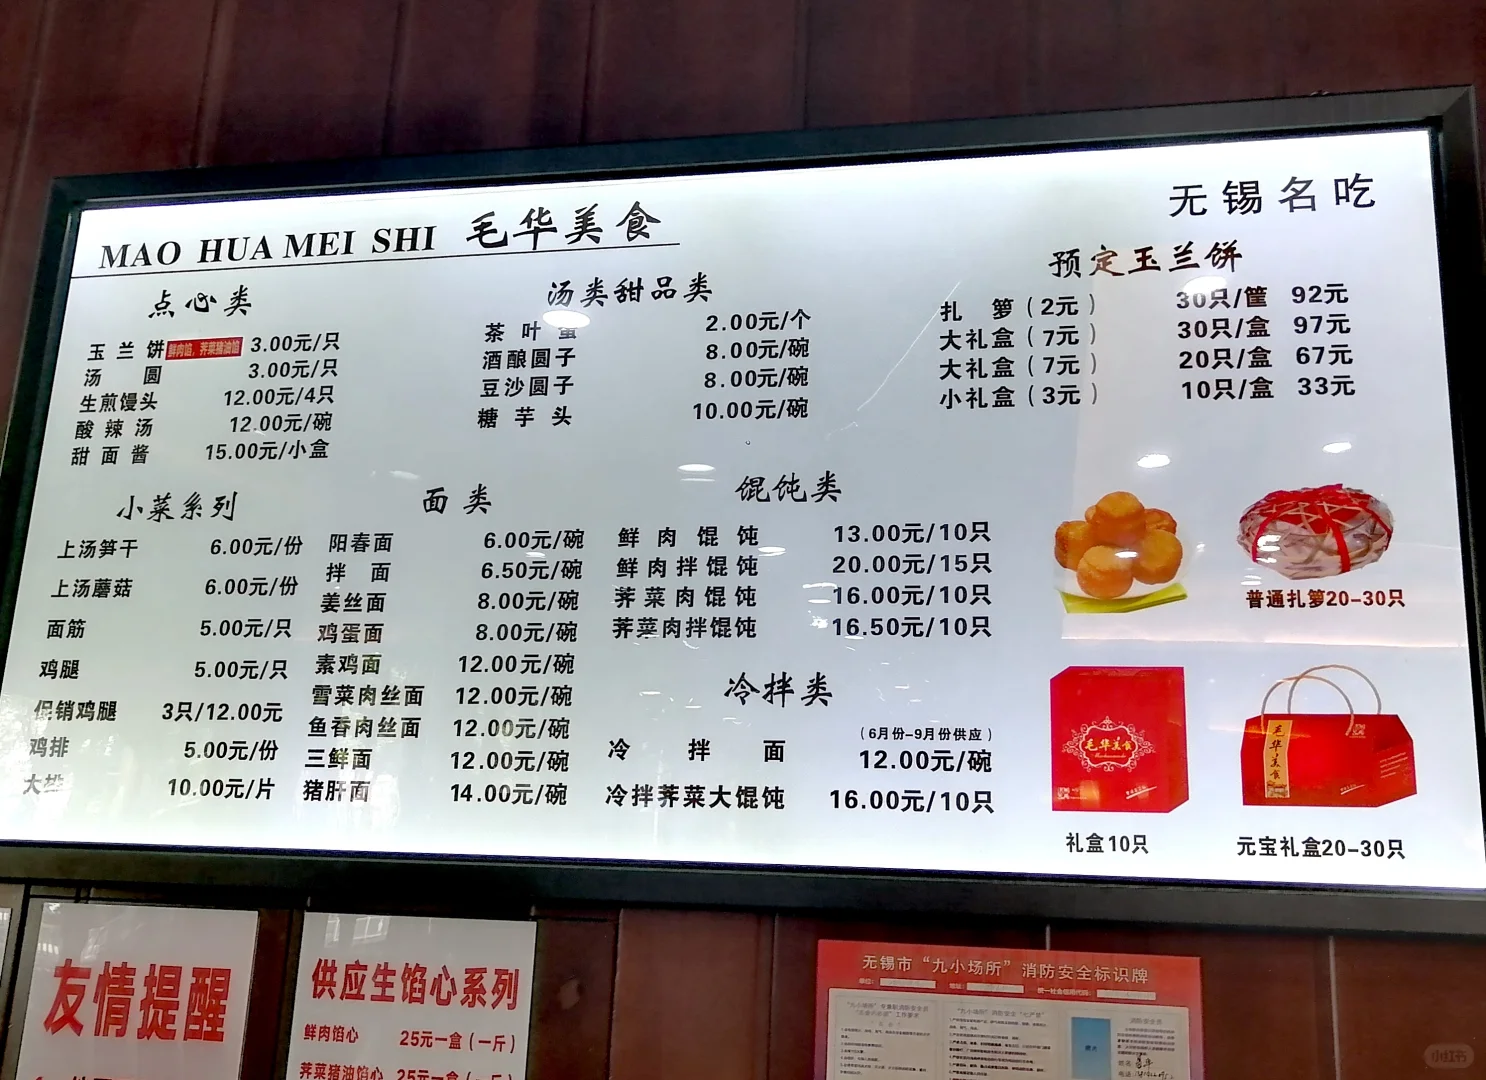 无锡名吃
MAO HUA MEI SHI 毛华美食
点心类
玉兰饼 鲜肉馅,荠菜猪油馅 3.00元/只
汤圆 3.00元/只
生煎馒头 12.00元/4只
酸辣汤 12.00元/碗
甜面酱 15.00元/小盒
汤类甜品类
茶叶蛋 2.00元/个
酒酿圆子 8.00元/碗
豆沙圆子 8.00元/碗
糖芋头 10.00元/碗
预定玉兰饼
扎箩(2元) 30只/筐 92元
大礼盒(7元) 30只/盒 97元
大礼盒(7元) 20只/盒 67元
小礼盒(3元) 10只/盒 33元
小菜系列
上汤笋干 6.00元/份
上汤蘑菇 6.00元/份
面筋 5.00元/只
鸡腿 5.00元/只
促销鸡腿 3只/12.00元
鸡排 5.00元/份
大排 10.00元/片
面类
阳春面 6.00元/碗
拌面 6.50元/碗
姜丝面 8.00元/碗
鸡蛋面 8.00元/碗
素鸡面 12.00元/碗
雪菜肉丝面 12.00元/碗
鱼香肉丝面 12.00元/碗
三鲜面 12.00元/碗
猪肝面 14.00元/碗
馄饨类
鲜肉馄饨 13.00元/10只
鲜肉拌馄饨 20.00元/15只
荠菜肉馄饨 16.00元/10只
荠菜肉拌馄饨 16.50元/10只
冷拌类
(6月份-9月份供应)
冷拌面 12.00元/碗
冷拌荠菜大馄饨 16.00元/10只
普通扎箩20-30只
毛华美食
礼盒10只
毛华美食
元宝礼盒20-30只
友情提醒
供应生馅心系列
鲜肉馅心 25元一盒(一斤)
荠菜猪油馅心 25元一盒(一斤)
无锡市“九小场所”消防安全标识牌
小红书